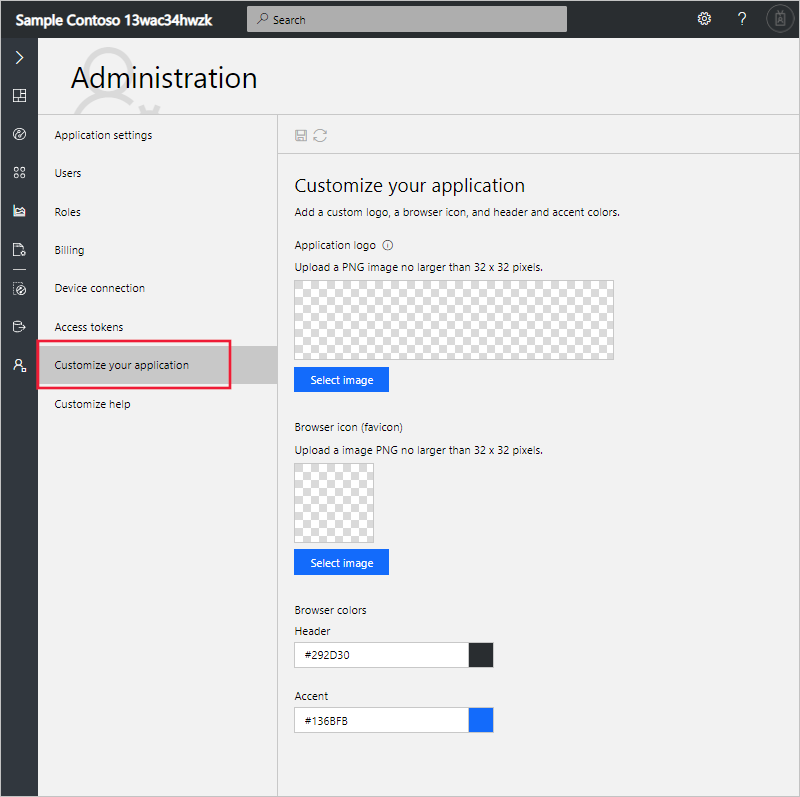 Sample Contoso 13wac34hwzk
Search
?
Administration
Application settings
Users
Roles
Billing
Device connection
Access tokens
Customize your application
Customize help
Customize your application
Add a custom logo, a browser icon, and header and accent colors.
Application logo
Upload a PNG image no larger than 32 x 32 pixels.
Select image
Browser icon (favicon)
Upload a image PNG no larger than 32 x 32 pixels.
Select image
Browser colors
Header
#292D30
Accent
#136BFB